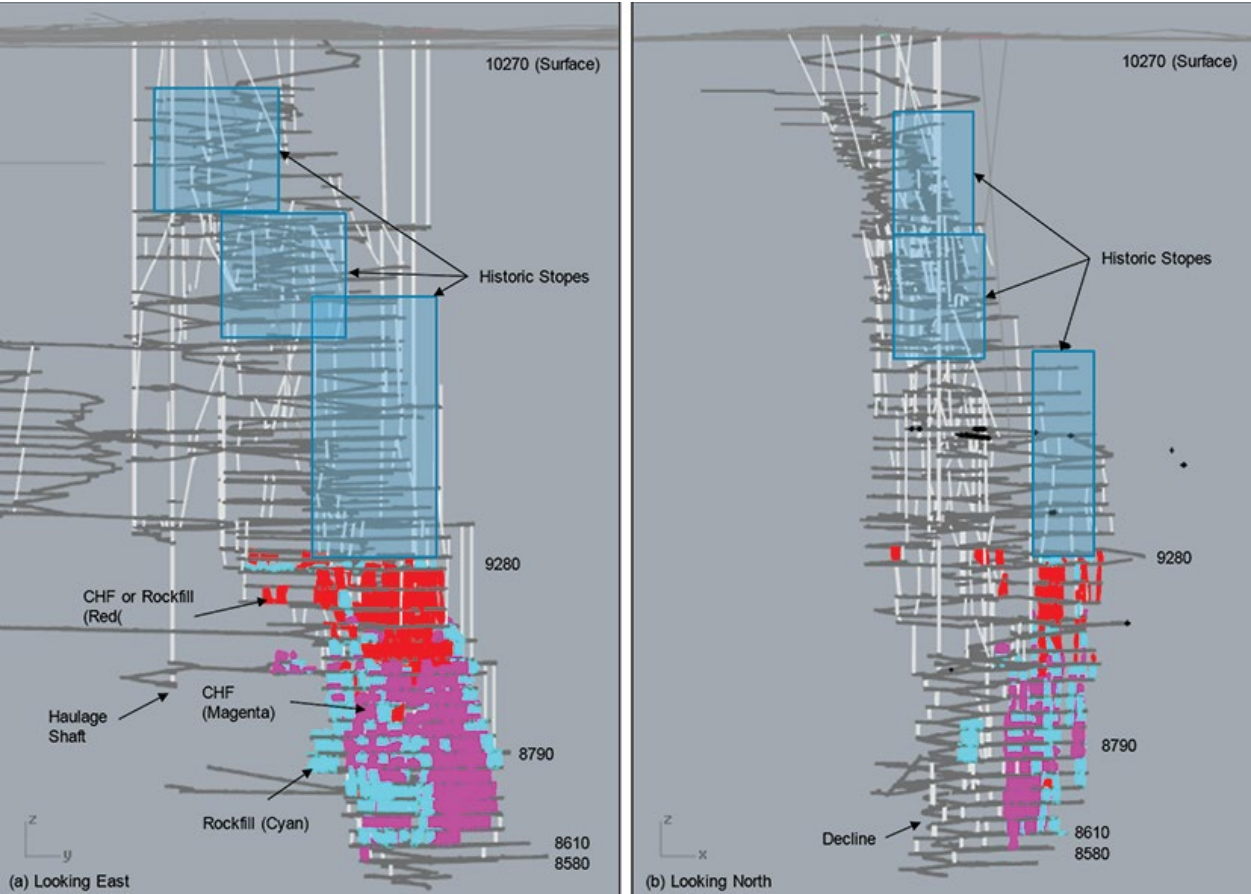 10270 (Surface)
Historic Stopes
9280
CHF or Rockfill
(Red(
CHF
(Magenta)
Haulage
Shaft
8790
Rockfill (Cyan)
8610
8580
z
y
(a) Looking East
10270 (Surface)
Historic Stopes
9280
8790
Decline
8610
8580
z
x
(b) Looking North